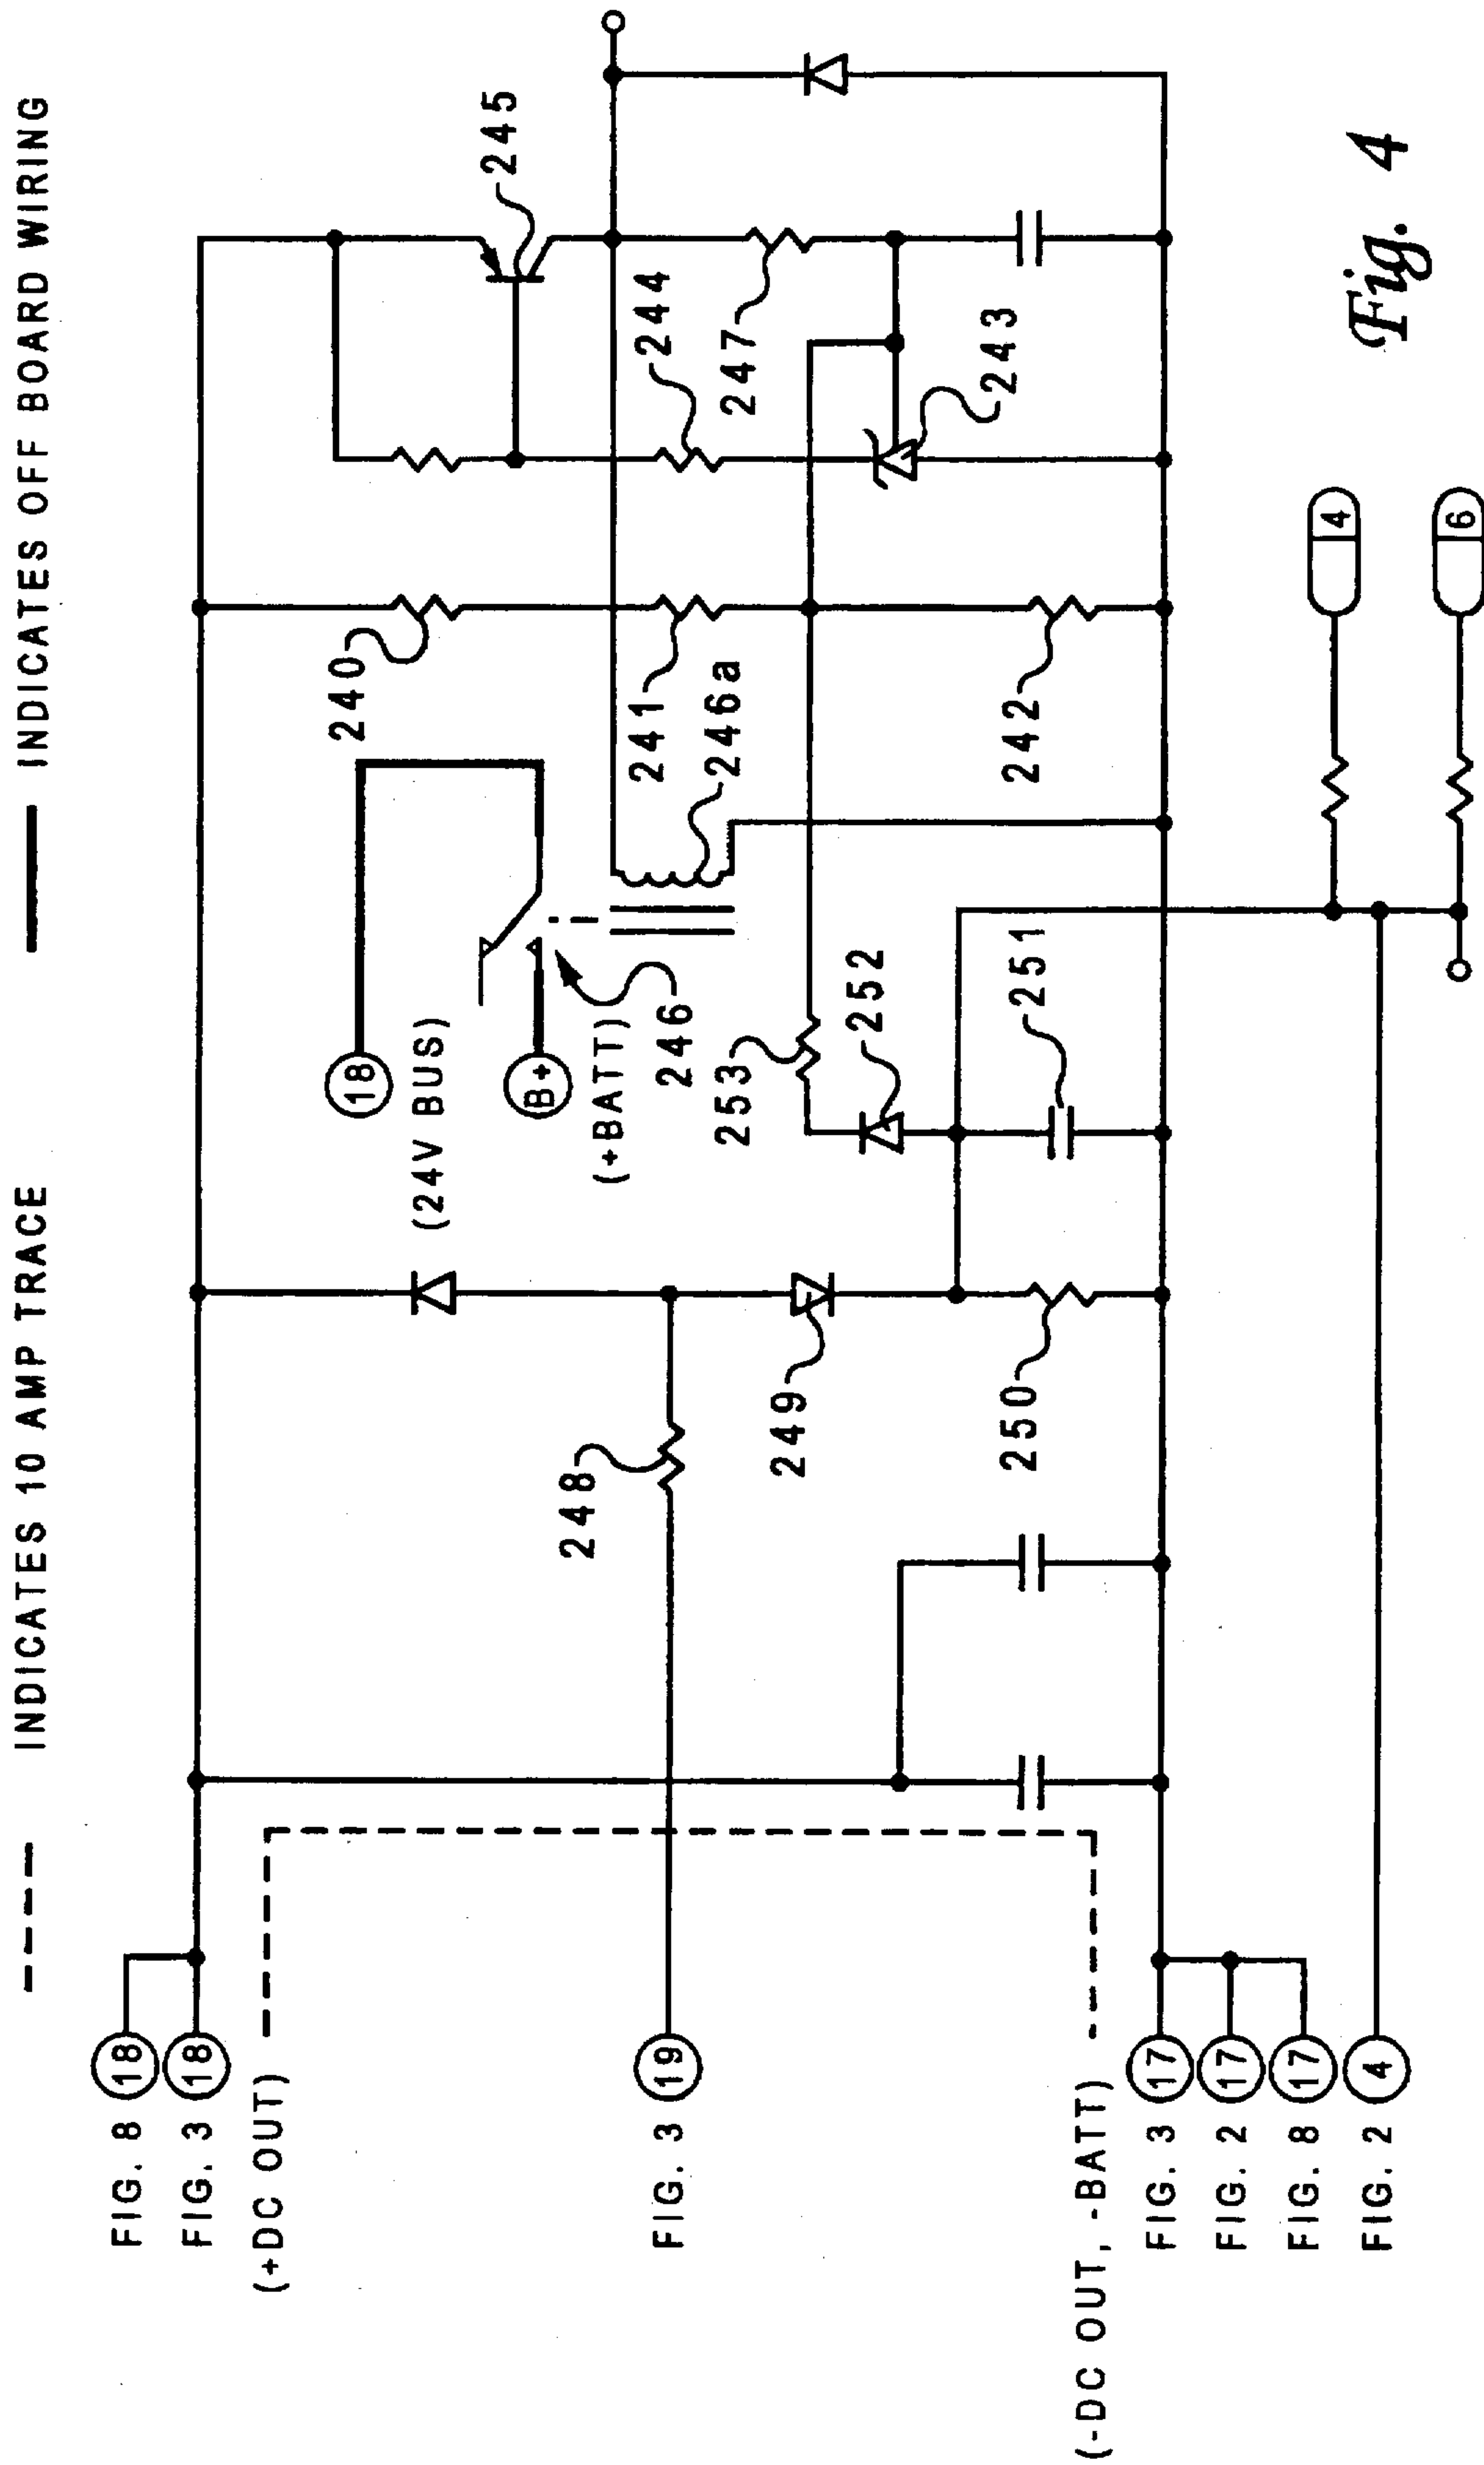 INDICATES 10 AMP TRACE
INDICATES OFF BOARD WIRING
FIG. 8 18
FIG. 3 18
(+DC OUT)
FIG. 3 19
(-DC OUT, -BATT)
FIG. 3 17
FIG. 2 17
FIG. 8 17
FIG. 2 4
248
249
250
18
(24V BUS)
B+
(+BATT)
246
253
252
251
240
241
246a
242
245
244
247
243
4
6
Fig. 4